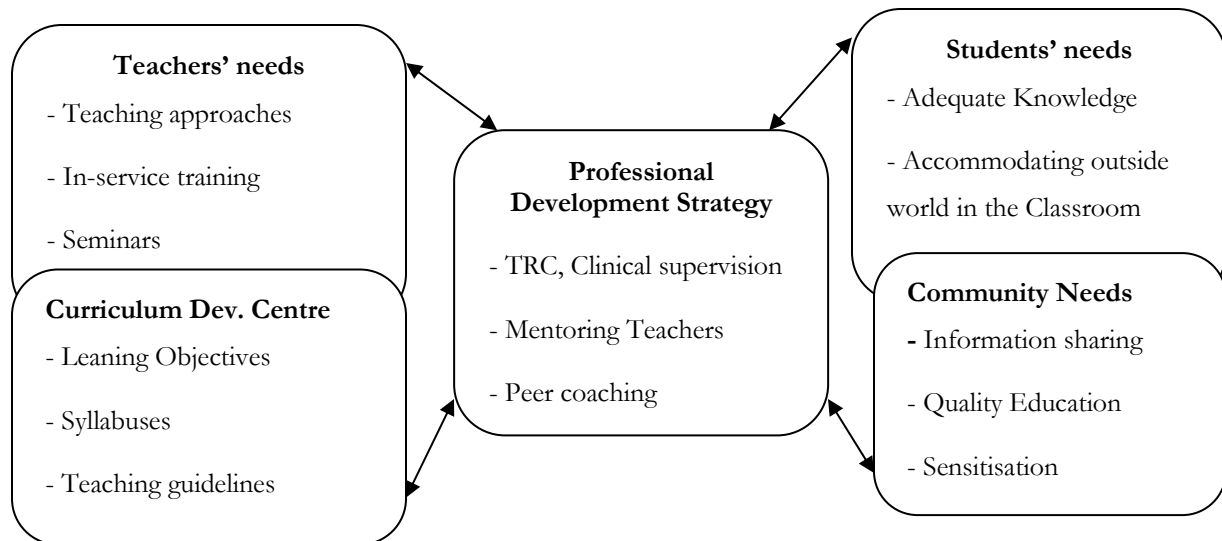 Teachers’ needs
- Teaching approaches
- In-service training
- Seminars
Curriculum Dev. Centre
- Leaning Objectives
- Syllabuses
- Teaching guidelines
Professional
Development Strategy
- TRC, Clinical supervision
- Mentoring Teachers
- Peer coaching
Students’ needs
- Adequate Knowledge
- Accommodating outside
world in the Classroom
Community Needs
- Information sharing
- Quality Education
- Sensitisation